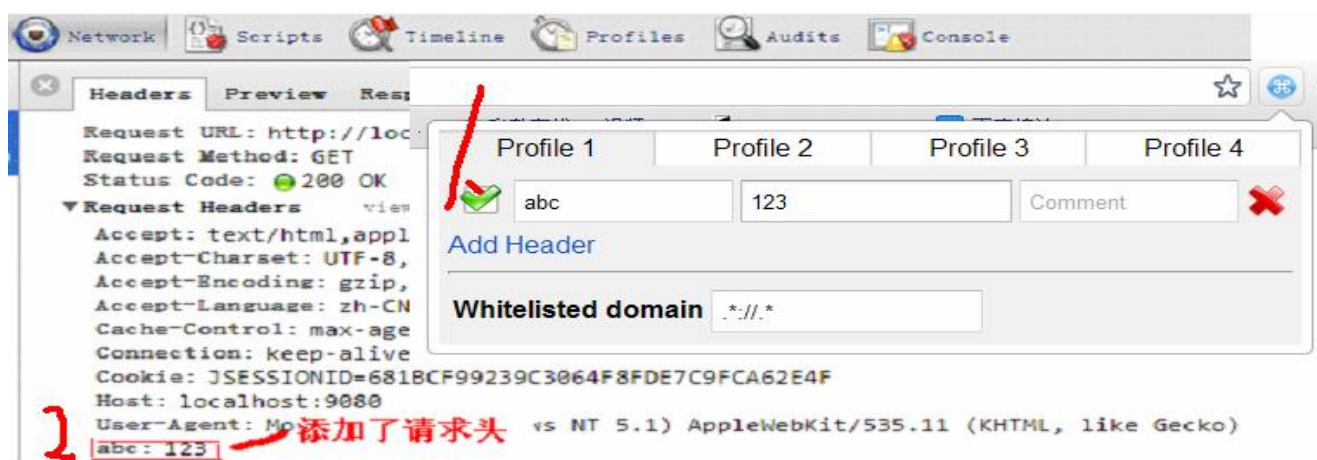 Network Scripts Timeline Profiles Audits Console
Headers Preview
Request URL: http://loc
Request Method: GET
Status Code: 200 OK
▼Request Headers
Accept: text/html,appl
Accept-Charset: UTF-8,
Accept-Encoding: gzip,
Accept-Language: zh-CN
Cache-Control: max-age
Connection: keep-alive
Cookie: JSESSIONID=681BCF99239C3064F8FDE7C9FCA62E4F
Host: localhost:9080
User-Agent: Mo
添加了请求头
vs NT 5.1) AppleWebKit/535.11 (KHTML, like Gecko)
abc: 123
Profile 1 Profile 2 Profile 3 Profile 4
abc 123 Comment
Add Header
Whitelisted domain .*://.*